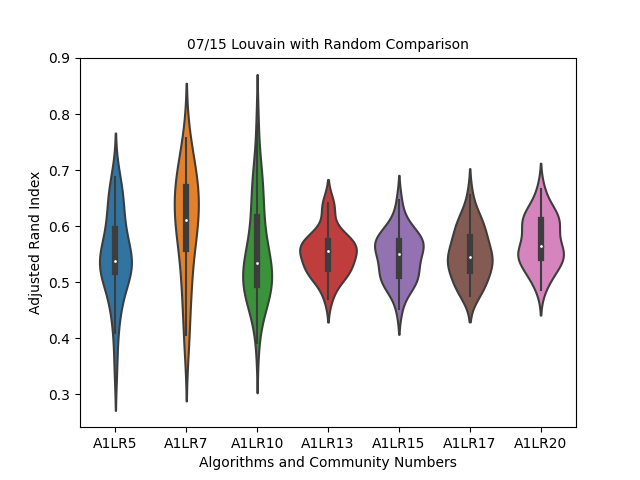 07/15 Louvain with Random Comparison
0.9
0.8
0.7
0.6
0.5
0.4
0.3
Adjusted Rand Index
A1LR5 A1LR7 A1LR10 A1LR13 A1LR15 A1LR17 A1LR20
Algorithms and Community Numbers